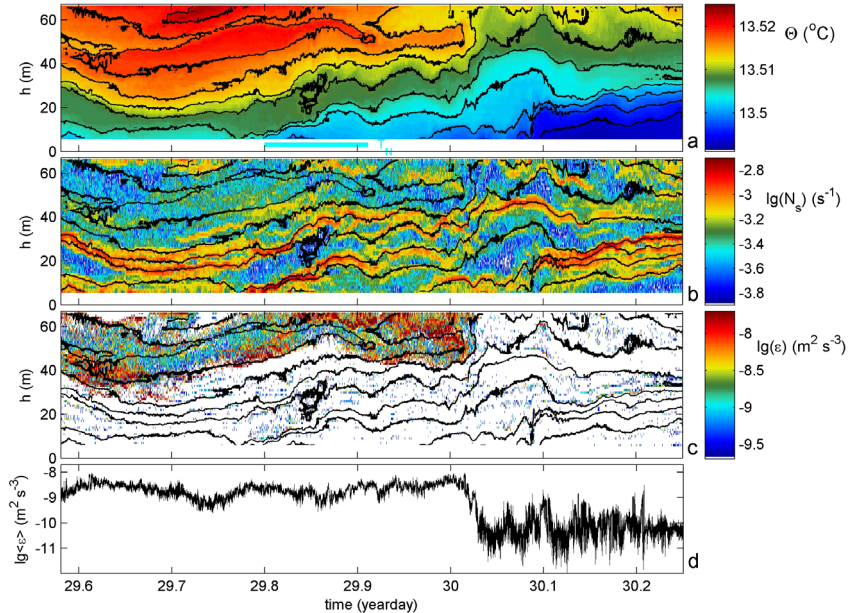 60
40
20
0
h (m)
T
N
a
13.52
13.51
13.5
Θ (°C)
60
40
20
0
h (m)
b
-2.8
-3
-3.2
-3.4
-3.6
-3.8
lg(Ns) (s-1)
60
40
20
0
h (m)
c
-8
-8.5
-9
-9.5
lg(ε) (m2 s-3)
-8
-9
-10
-11
lg<ε> (m2 s-3)
d
29.6 29.7 29.8 29.9 30 30.1 30.2
time (yearday)